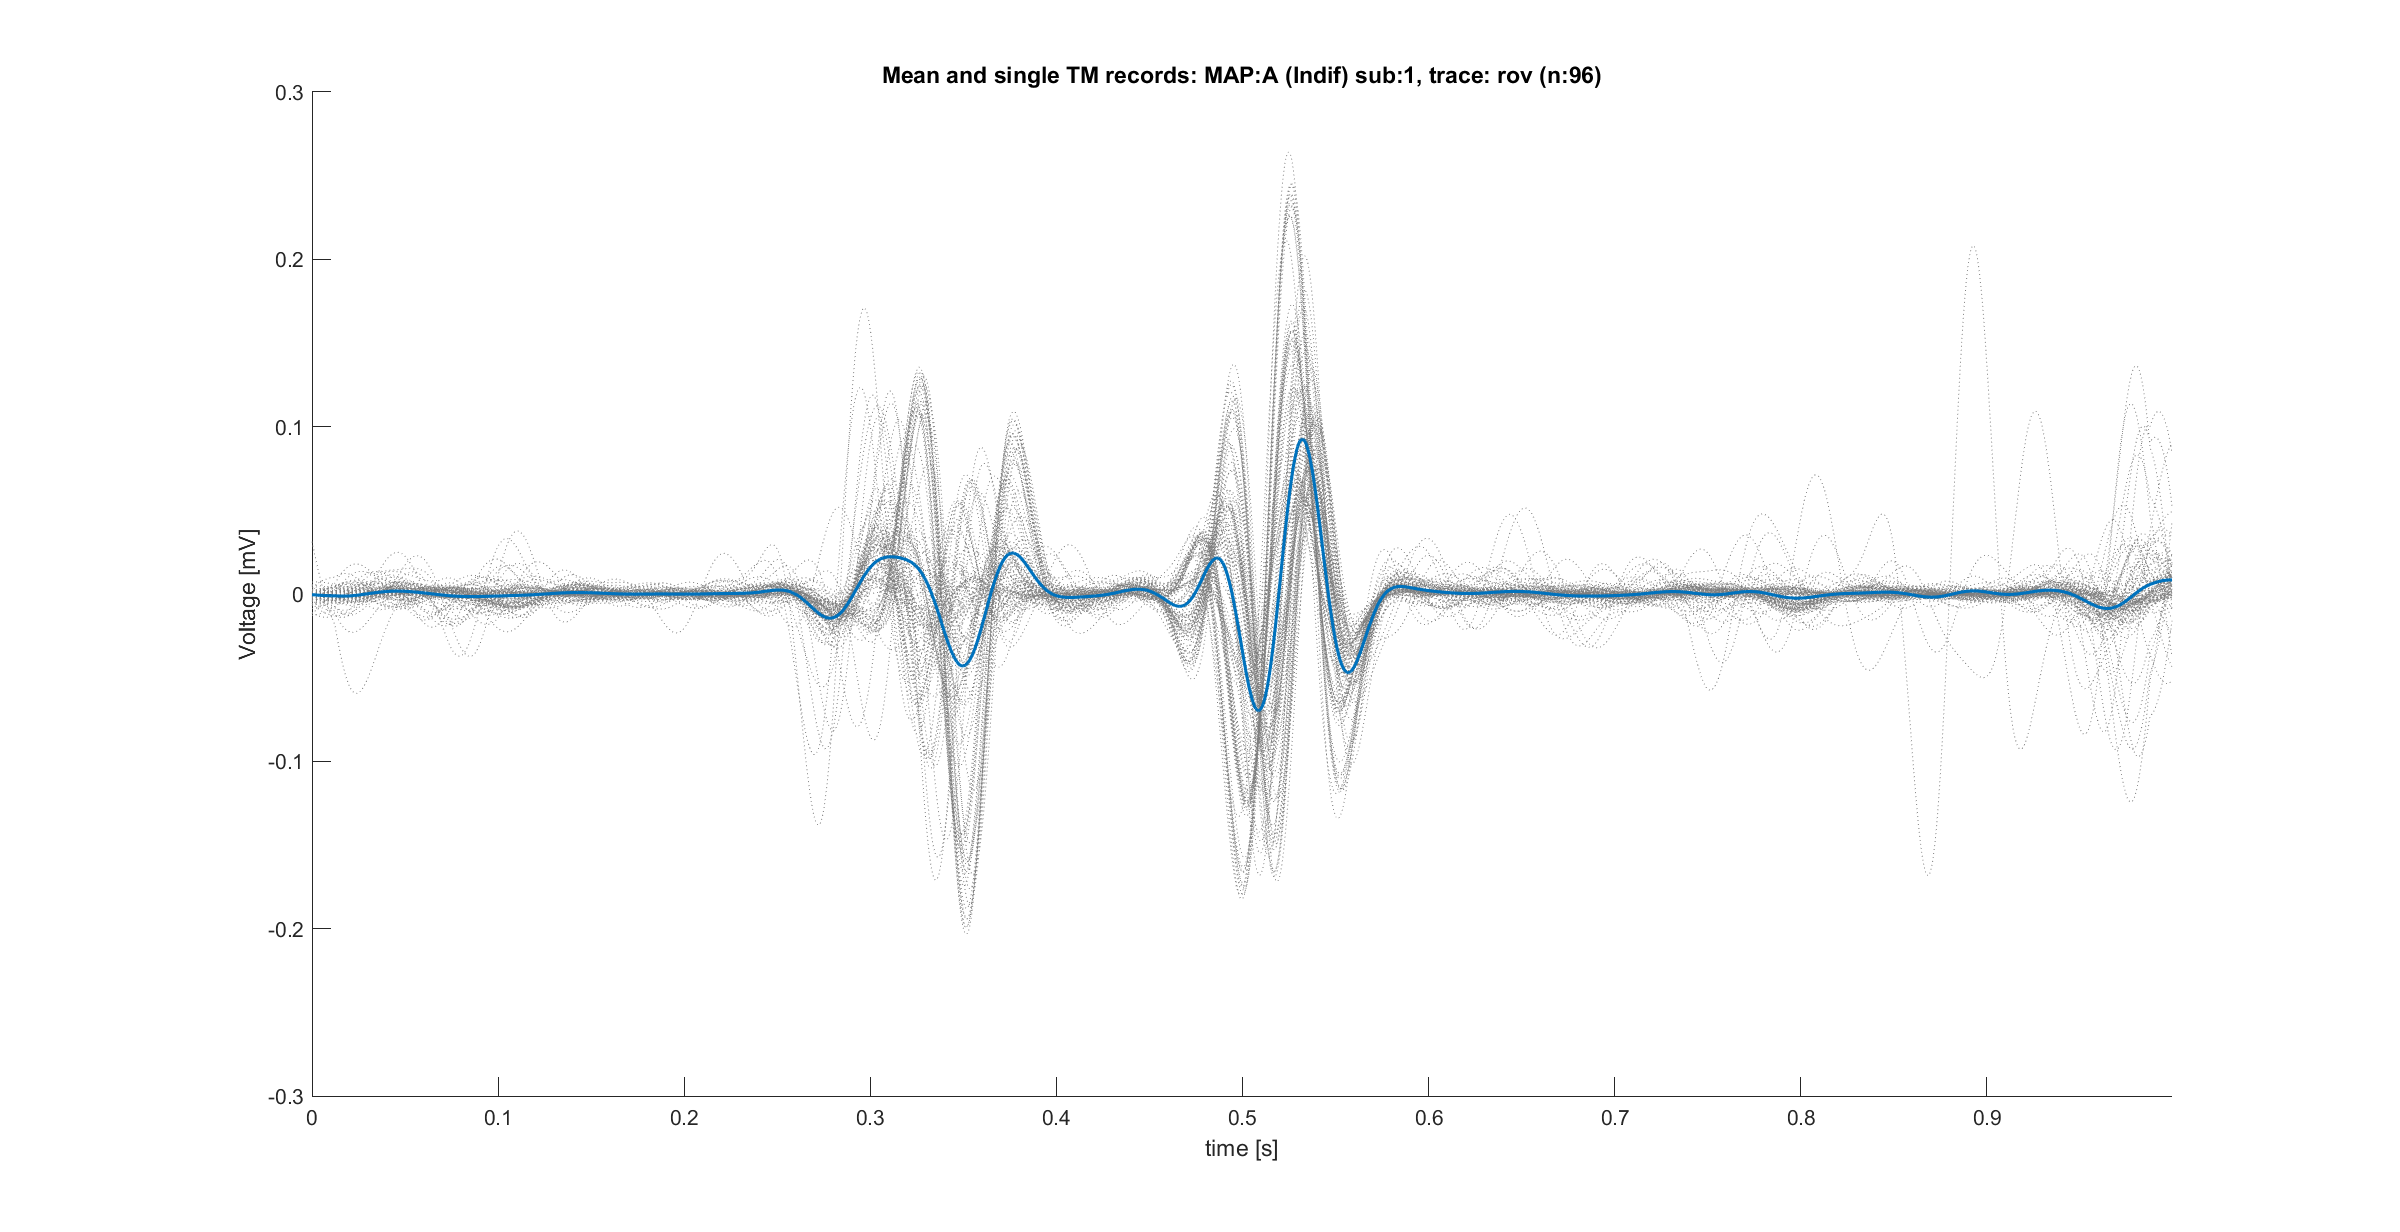 Mean and single TM records: MAP:A (Indif) sub:1, trace: rov (n:96)
0.3
0.2
0.1
0
-0.1
-0.2
-0.3
Voltage [mV]
0 0.1 0.2 0.3 0.4 0.5 0.6 0.7 0.8 0.9
time [s]